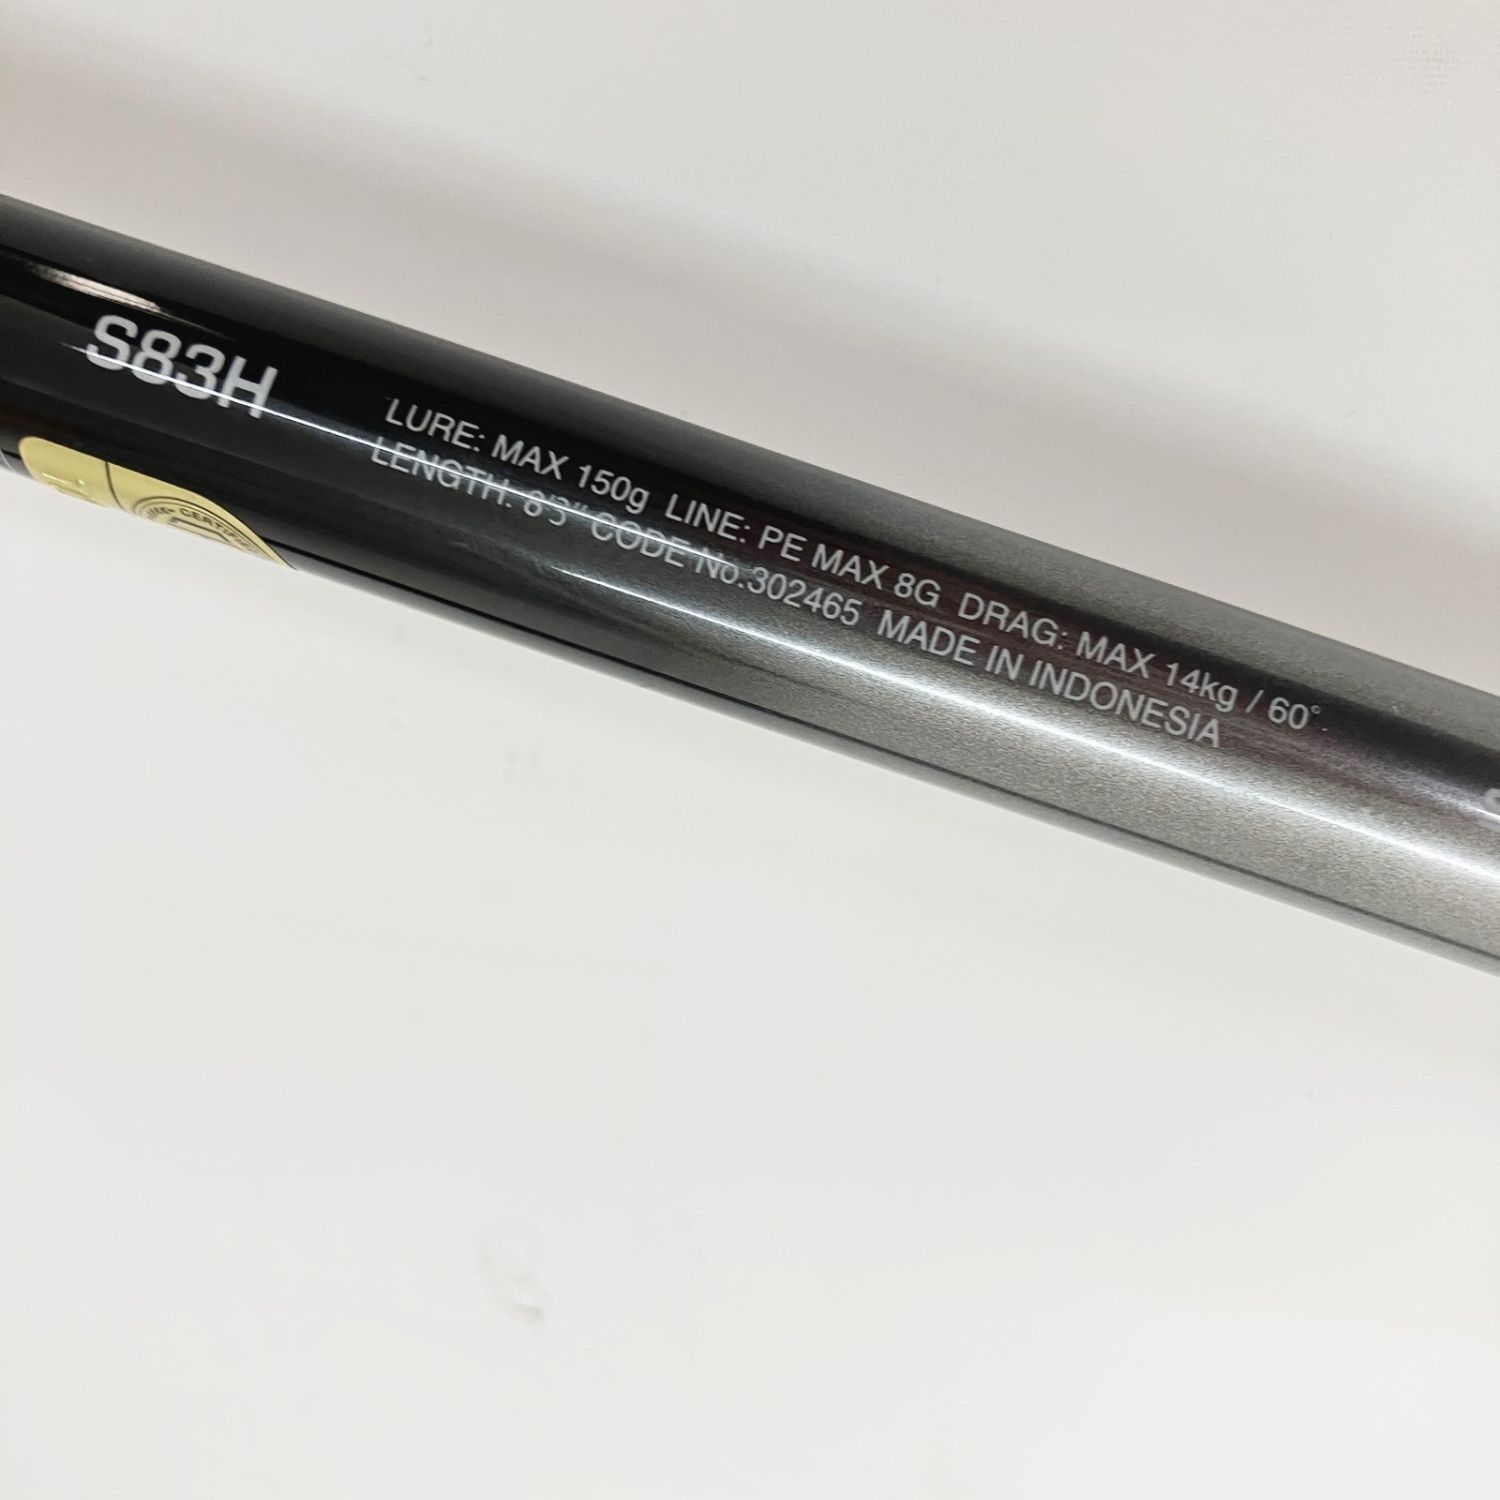 S83H
LURE: MAX 150g LINE: PE MAX 8G DRAG: MAX 14kg / 60°
LENGTH: 8'3" CODE No.302465 MADE IN INDONESIA